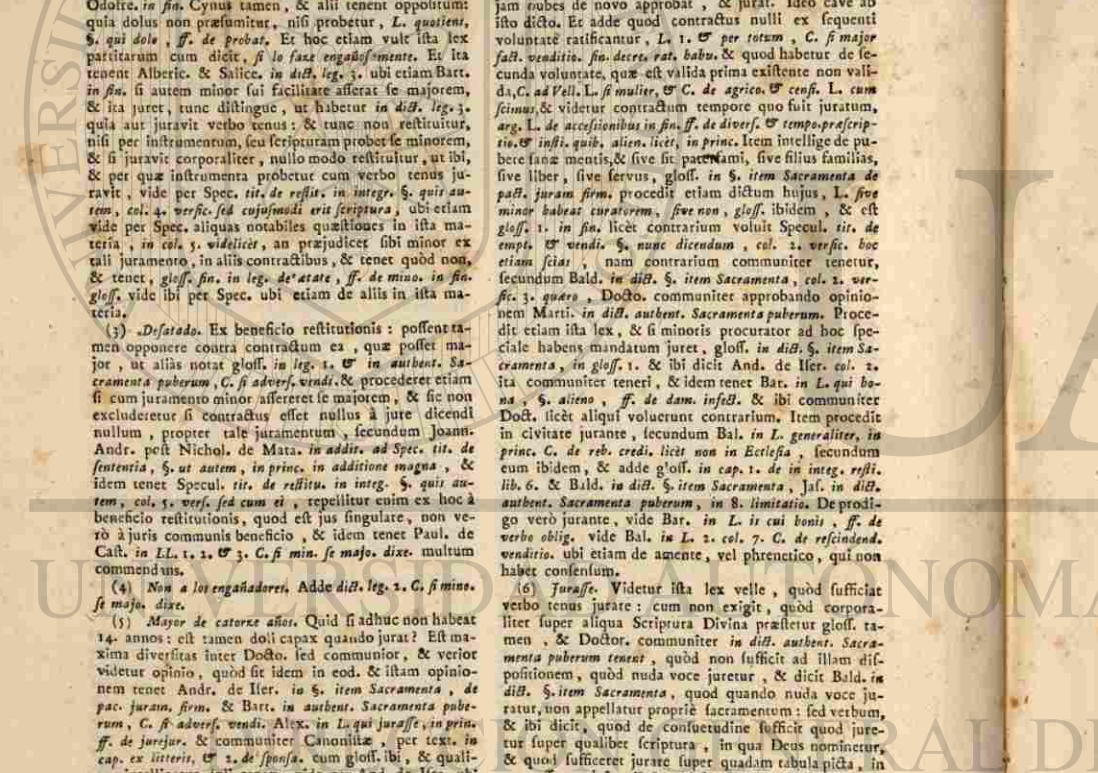 Odofre. in fin. Cynus tamen, & alii tenent oppositum:
quia dolus non præsumitur, nisi probetur, L. quotiens,
§. qui dolo, ff. de probat. Et hoc etiam vult ista lex
partitarum cum dicit, si lo faze engañosamente. Et ita
tenent Alberic. & Salice. in dict. leg. 3. ubi etiam Bart.
in fin. si autem minor sui facilitate asserat se majorem,
& ita juret, tunc distingue, ut habetur in dict. leg. 3.
quia aut juravit verbo tenus: & tunc non restituitur,
nisi per instrumentum, seu scripturam probet se minorem,
& si juravit corporaliter, nullo modo restituitur, ut ibi,
& per quæ instrumenta probetur cum verbo tenus ju-
ravit, vide per Spec. tit. de restit. in integr. §. quis au-
tem, col. 4. versic. sed cujusmodi erit scriptura, ubi etiam
vide per Spec. aliquas notabiles quæstiones in ista ma-
teria, in col. 5. videlicèt, an præjudicet sibi minor ex
tali juramento, in aliis contractibus, & tenet quòd non,
& tenet, gloss. fin. in leg. de ætate, ff. de mino. in fin.
gloss. vide ibi per Spec. ubi etiam de aliis in ista ma-
teria.
(3) Desatado. Ex beneficio restitutionis: possent ta-
men opponere contra contractum ea, quæ posset ma-
jor, ut aliàs notat gloss. in leg. 1. & in authent. Sa-
cramenta puberum, C. si advers. vendi. & procederet etiam
si cum juramento minor assereret se majorem, & sic non
excluderetur si contractus esset nullus à jure dicendi
nullum, propter tale juramentum, secundum Joann.
Andr. post Nichol. de Mata. in addit. ad Spec. tit. de
sententia, §. ut autem, in princ. in additione magna, &
idem tenet Specul. tit. de restitu. in integ. §. quis au-
tem, col. 5. vers. sed cum ei, repellitur enim ex hoc à
beneficio restitutionis, quod est jus singulare, non ve-
rò à juris communis beneficio, & idem tenet Paul. de
Cast. in LL. 1. 2. & 3. C. si min. se majo. dixe. multum
commendans.
(4) Non a los engañadores. Adde dict. leg. 2. C. si mino.
se majo. dixe.
(5) Mayor de catorze años. Quid si adhuc non habeat
14. annos: est tamen doli capax quando jurat? Est ma-
xima diversitas inter Docto. sed communior, & verior
videtur opinio, quòd sit idem in eod. & istam opinio-
nem tenet Andr. de Iser. in §. item Sacramenta, de
pac. juram. firm. & Bart. in authent. Sacramenta pube-
rum, C. si advers. vendi. Alex. in L. qui jurasse, in prin.
ff. de jurejur. & communiter Canonistæ, per text. in
cap. ex litteris, & 2. de sponsa. cum gloss. ibi, & quali-
jam nubes de novo approbat, & jurat. Ideo cave ab
isto dicto. Et adde quod contractus nulli ex sequenti
voluntate ratificantur, L. 1. & per totum, C. si major
fact. venditio. sin. decre. rat. habu. & quod habetur de se-
cunda voluntate, quæ est valida prima existente non vali-
da, C. ad Vell. L. si mulier, & C. de agrico. & censi. L. cum
scimus, & videtur contractum tempore quo fuit juratum,
arg. L. de accessionibus in fin. ff. de divers. & tempo. præscrip-
tio. & insti. quib. alien. licèt, in princ. Item intellige de pu-
bere sanæ mentis, & sive sit paterfami, sive filius familias,
sive liber, sive servus, gloss. in §. item Sacramenta de
pact. juram firm. procedit etiam dictum hujus, L. sive
minor habeat curatorem, sive non, gloss. ibidem, & est
gloss. 1. in fin. licèt contrarium voluit Specul. tit. de
empt. & vendi. §. nunc dicendum, col. 2. versic. hoc
etiam scias, nam contrarium communiter tenetur,
secundum Bald. in dict. §. item Sacramenta, col. 2. ver-
sic. 3. quæro, Docto. communiter approbando opinio-
nem Marti. in dict. authent. Sacramenta puberum. Proce-
dit etiam ista lex, & si minoris procurator ad hoc spe-
ciale habens mandatum juret, gloss. in dict. §. item Sa-
cramenta, in gloss. 1. & ibi dicit And. de Iser. col. 2.
ita communiter teneri, & idem tenet Bar. in L. qui bo-
na, §. alieno, ff. de dam. infect. & ibi communiter
Doct. licèt aliqui voluerunt contrarium. Item procedit
in civitate jurante, secundum Bal. in L. generaliter, in
princ. C. de reb. credi. licèt non in Ecclesia, secundum
eum ibidem, & adde gloss. in cap. 1. de in integ. resti.
lib. 6. & Bald. in dict. §. item Sacramenta, Jas. in dict.
authent. Sacramenta puberum, in 8. limitatio. De prodi-
go verò jurante, vide Bar. in L. is cui bonis, ff. de
verbo oblig. vide Bal. in L. 2. col. 7. C. de rescindend.
venditio. ubi etiam de amente, vel phrenetico, qui non
habet consensum.
(6) Jurasse. Videtur ista lex velle, quòd sufficiat
verbo tenus jurare: cum non exigit, quòd corpora-
liter super aliqua Scriptura Divina præstetur gloss. ta-
men, & Doctor. communiter in dict. authent. Sacra-
menta puberum tenent, quòd non sufficit ad illam dis-
positionem, quòd nuda voce juretur, & dicit Bald. in
dict. §. item Sacramenta, quod quando nuda voce ju-
ratur, non appellatur propriè sacramentum: sed verbum,
& ibi dicit, quod de consuetudine sufficit quod jure-
tur super qualibet scriptura, in qua Deus nominetur,
& quod sufficeret jurare super quadam tabula picta, in